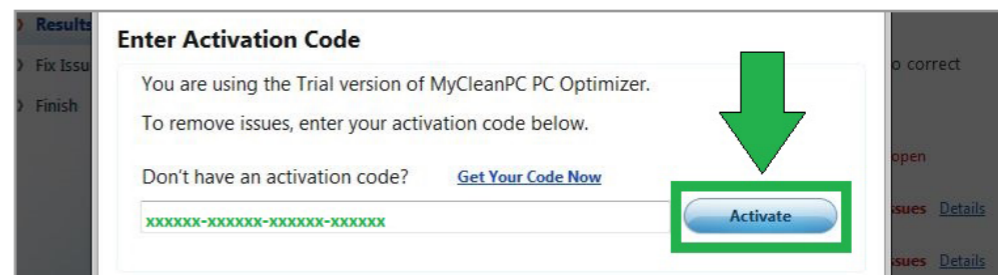 Results
Fix Issu
Finish
Enter Activation Code
You are using the Trial version of MyCleanPC PC Optimizer.
To remove issues, enter your activation code below.
Don't have an activation code? Get Your Code Now
xxxxxx-xxxxxx-xxxxxx-xxxxxx Activate
o correct
open
ssues Details
ssues Details